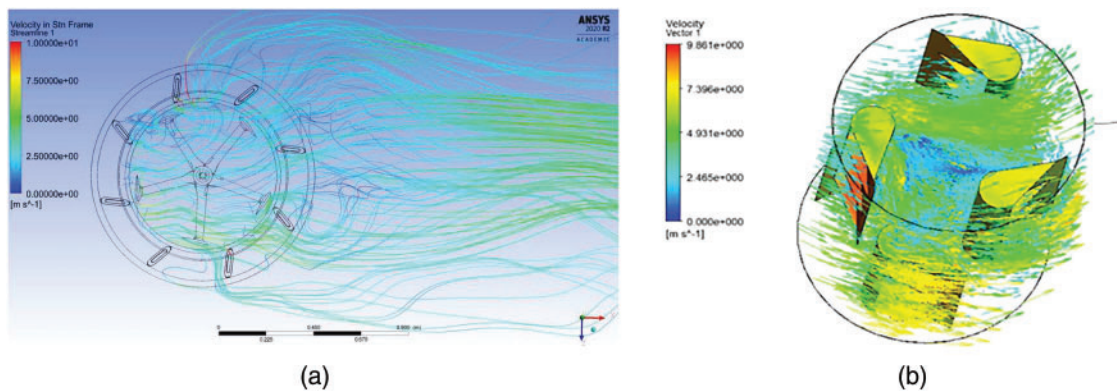 Velocity in Stn Frame
Streamline 1
1.00000e+01
7.50000e+00
5.00000e+00
2.50000e+00
0.00000e+00
[m s^-1]
ANSYS
2020 R2
ACADEMIC
0
0.450
0.900 (m)
0.225
0.675
(a)
Velocity
Vector 1
9.861e+000
7.396e+000
4.931e+000
2.465e+000
0.000e+000
[m s^-1]
(b)